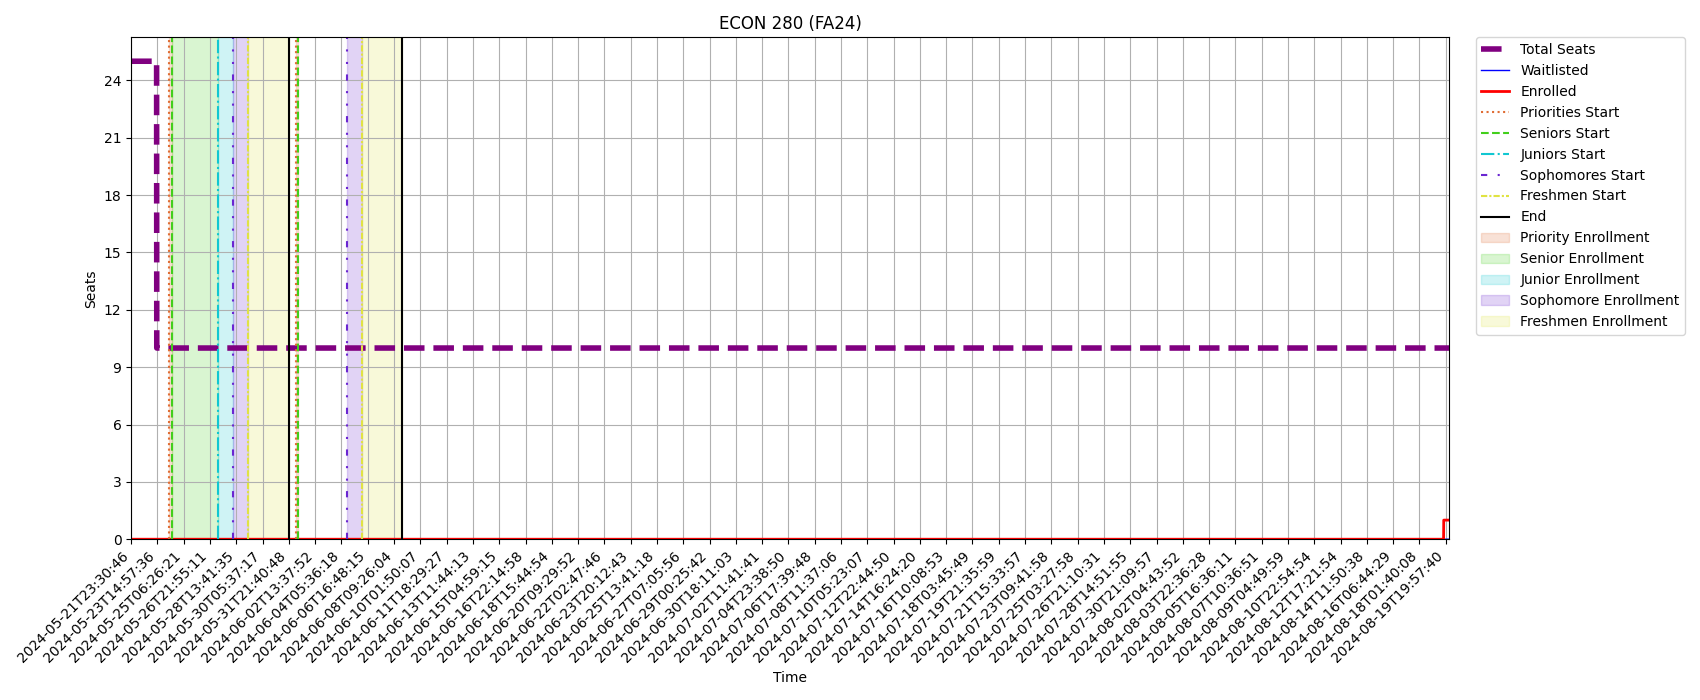 ECON 280 (FA24)
Seats
24
21
18
15
12
9
6
3
0
2024-05-21T23:30:46
2024-05-23T14:57:36
2024-05-25T06:26:21
2024-05-26T21:55:11
2024-05-28T13:41:35
2024-05-30T05:37:17
2024-05-31T21:40:48
2024-06-02T13:37:52
2024-06-04T05:36:18
2024-06-06T16:48:15
2024-06-08T09:26:04
2024-06-10T01:50:07
2024-06-11T18:29:27
2024-06-13T11:44:13
2024-06-15T04:59:15
2024-06-16T22:14:58
2024-06-18T15:44:54
2024-06-20T09:29:52
2024-06-22T02:47:46
2024-06-23T20:12:43
2024-06-25T13:41:18
2024-06-27T07:05:56
2024-06-29T00:25:42
2024-06-30T18:11:03
2024-07-02T11:41:41
2024-07-04T23:38:50
2024-07-06T17:39:48
2024-07-08T11:37:06
2024-07-10T05:23:07
2024-07-12T22:44:50
2024-07-14T16:24:20
2024-07-16T10:08:53
2024-07-18T03:45:49
2024-07-19T21:35:59
2024-07-21T15:33:57
2024-07-23T09:41:58
2024-07-25T03:27:58
2024-07-26T21:10:31
2024-07-28T14:51:55
2024-07-30T21:09:57
2024-08-02T04:43:52
2024-08-03T22:36:28
2024-08-05T16:36:11
2024-08-07T10:36:51
2024-08-09T04:49:59
2024-08-10T22:54:54
2024-08-12T17:21:54
2024-08-14T11:50:38
2024-08-16T06:44:29
2024-08-18T01:40:08
2024-08-19T19:57:40
Time
Total Seats
Waitlisted
Enrolled
Priorities Start
Seniors Start
Juniors Start
Sophomores Start
Freshmen Start
End
Priority Enrollment
Senior Enrollment
Junior Enrollment
Sophomore Enrollment
Freshmen Enrollment